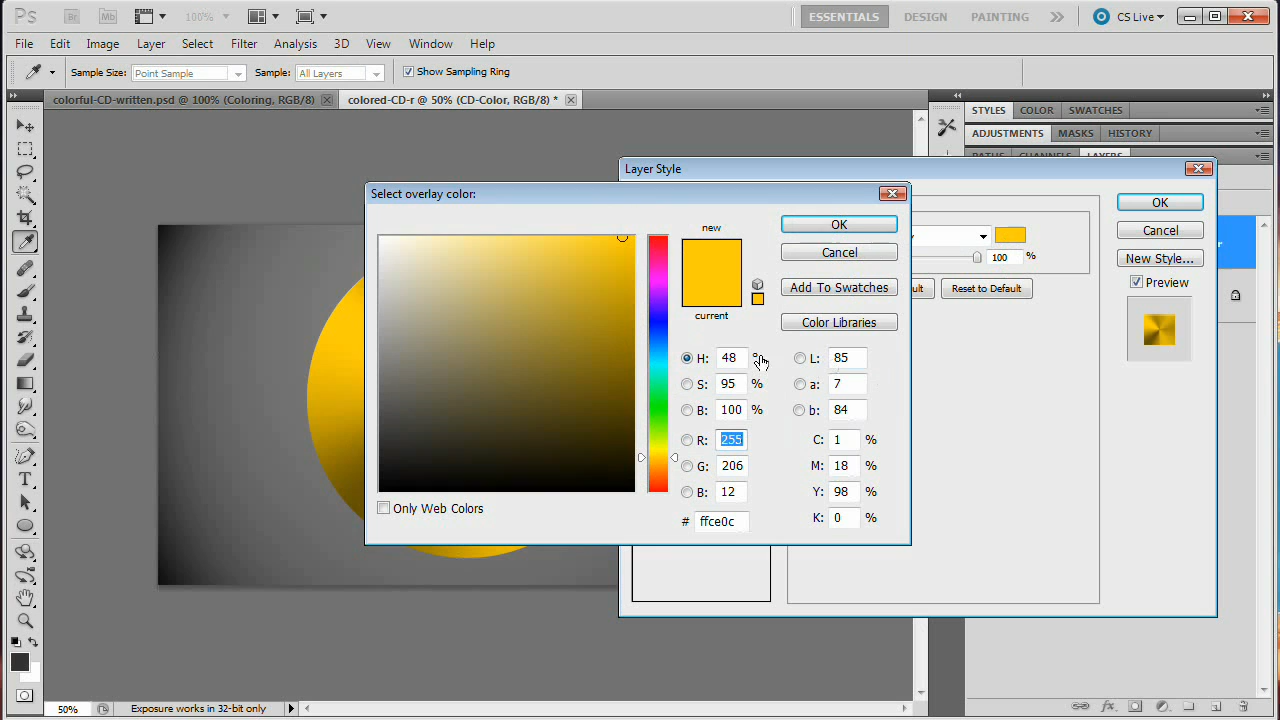 Ps Br Mb 100% ESSENTIALS DESIGN PAINTING CS Live
File Edit Image Layer Select Filter Analysis 3D View Window Help
Sample Size: Point Sample Sample: All Layers Show Sampling Ring
colorful-CD-written.psd @ 100% (Coloring, RGB/8) colored-CD-r @ 50% (CD-Color, RGB/8) *
STYLES COLOR SWATCHES
ADJUSTMENTS MASKS HISTORY
PATHS CHANNELS LAYERS
Layer Style
Select overlay color:
OK
Cancel
New Style...
Preview
100 %
Reset to Default
new
current
OK
Cancel
Add To Swatches
Color Libraries
H: 48 ° L: 85
S: 95 % a: 7
B: 100 % b: 84
R: 255 C: 1 %
G: 206 M: 18 %
B: 12 Y: 98 %
# ffce0c K: 0 %
Only Web Colors
50% Exposure works in 32-bit only